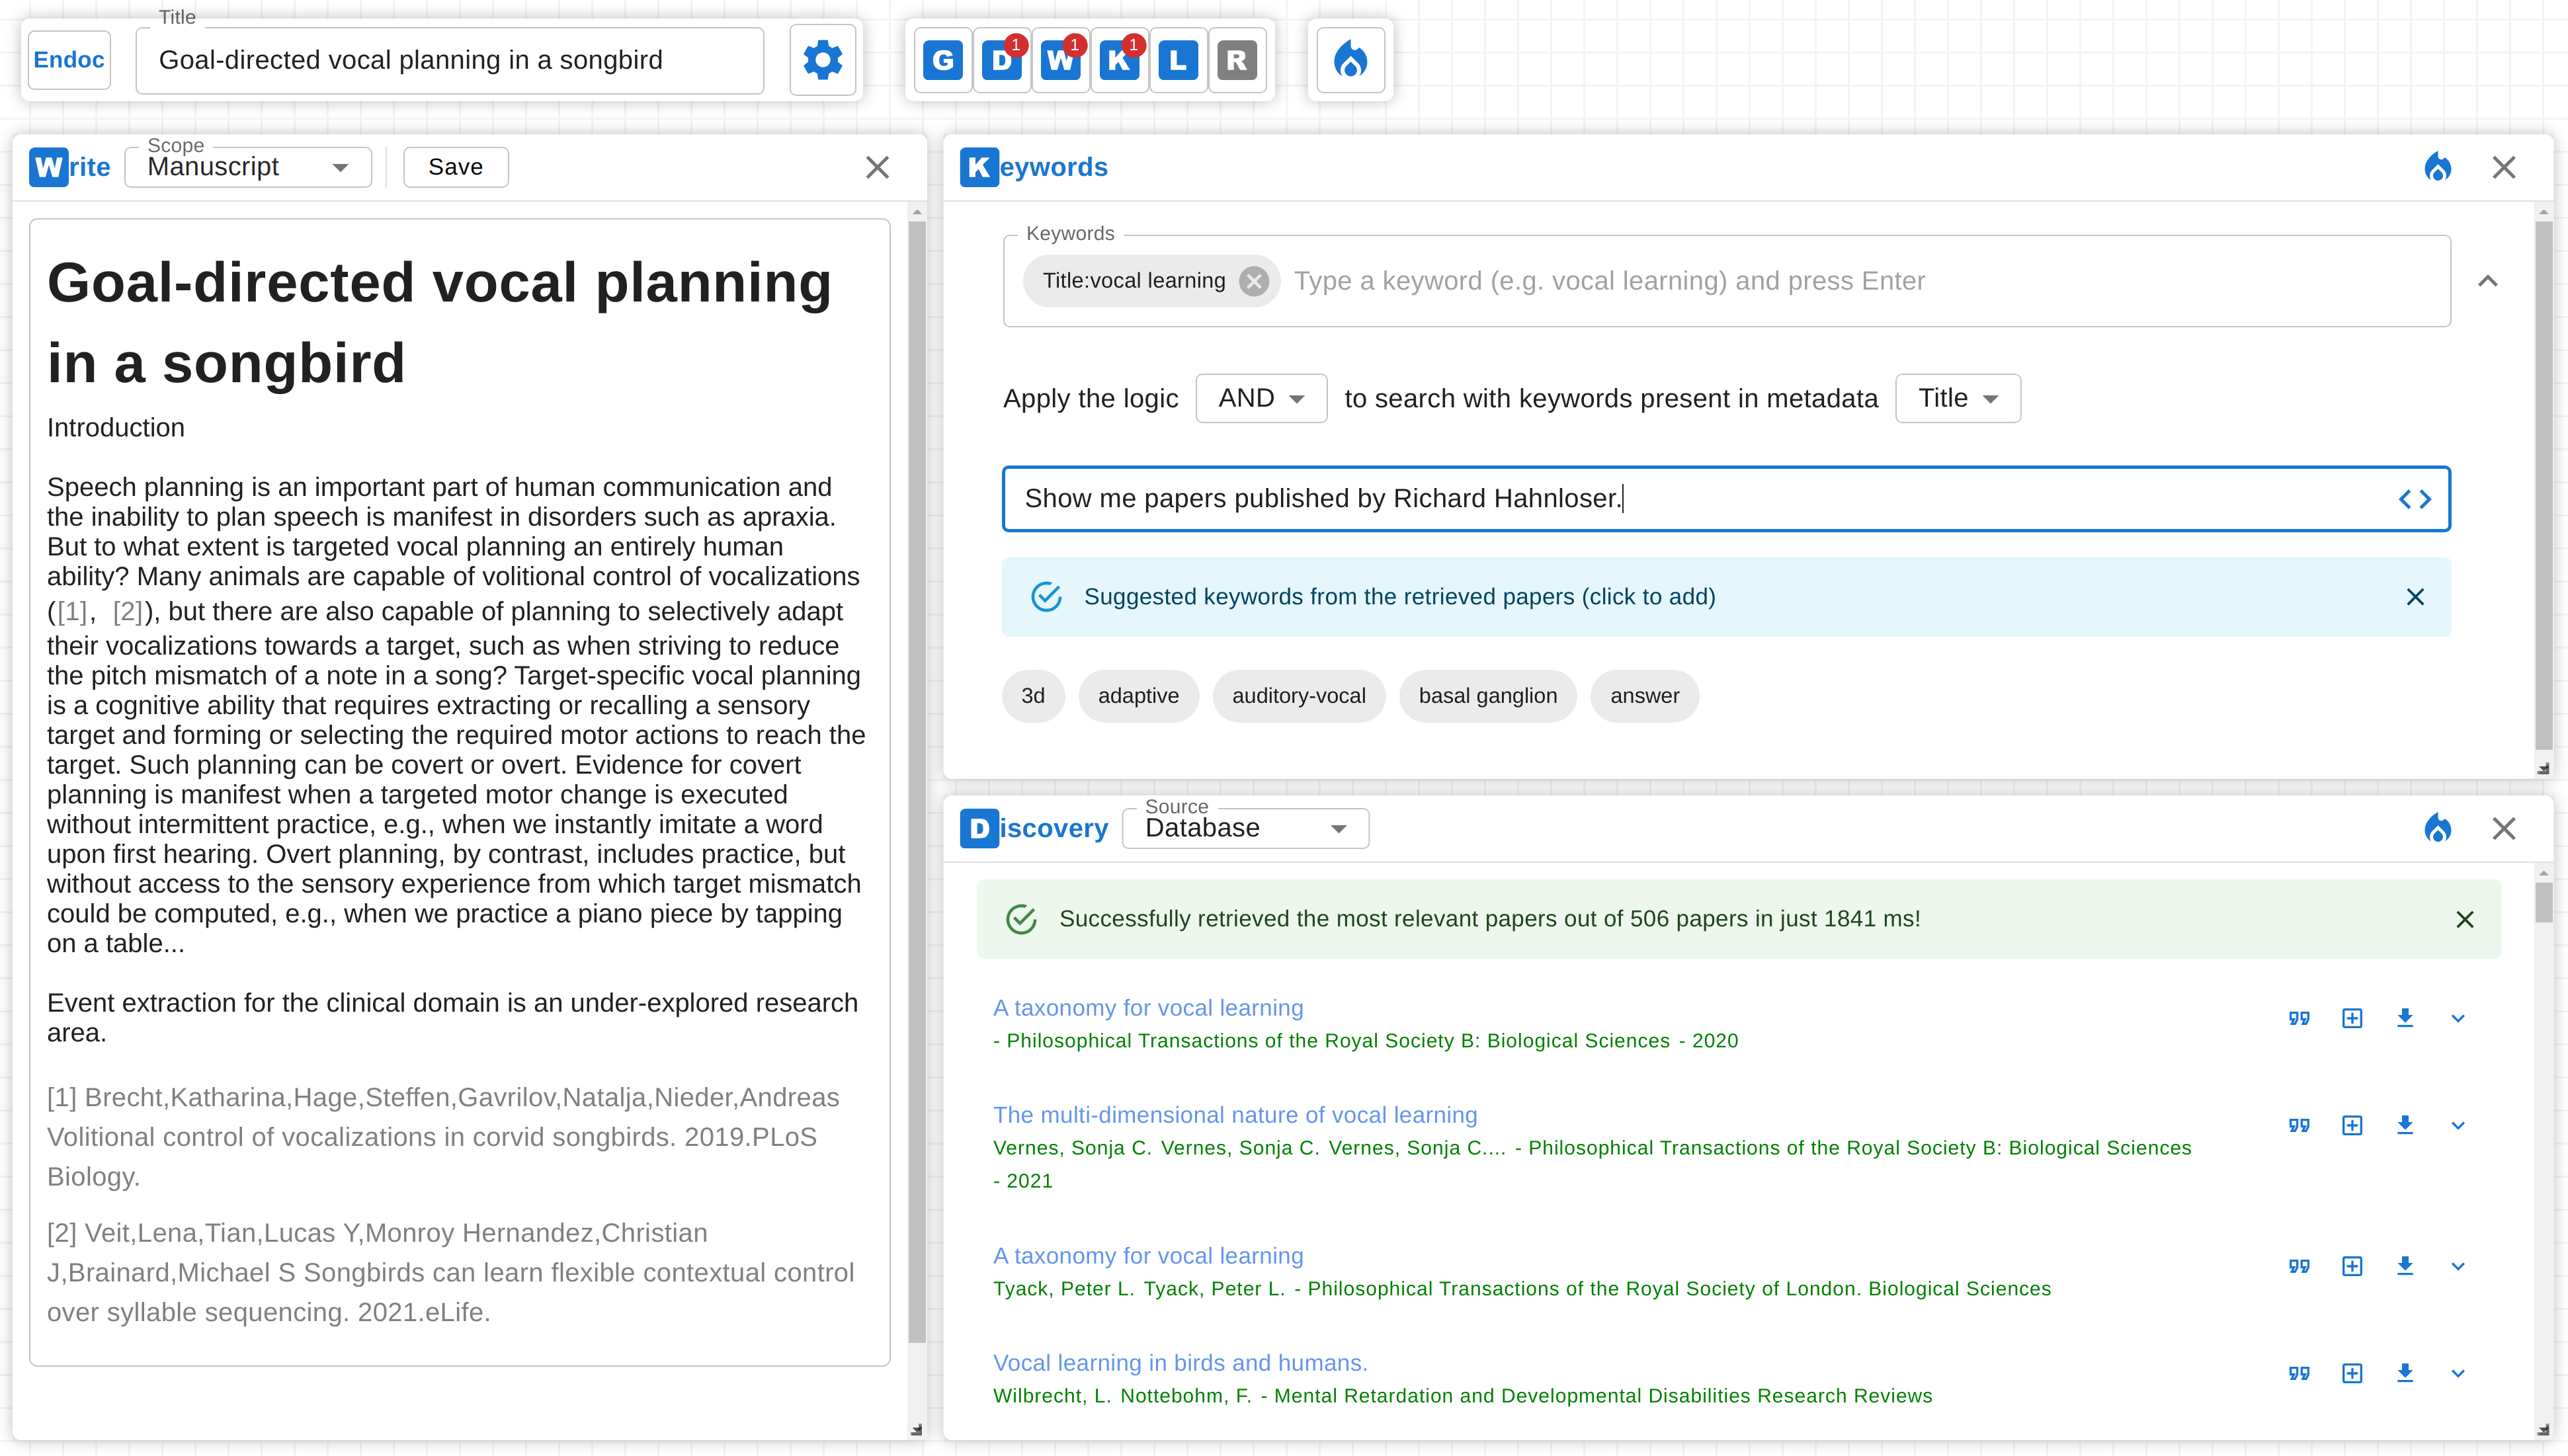 Title
Endoc
Goal-directed vocal planning in a songbird
G D 1 W 1 K 1 L R
Write
Scope
Manuscript
Save
Goal-directed vocal planning
in a songbird
Introduction
Speech planning is an important part of human communication and
the inability to plan speech is manifest in disorders such as apraxia.
But to what extent is targeted vocal planning an entirely human
ability? Many animals are capable of volitional control of vocalizations
([1], [2]), but there are also capable of planning to selectively adapt
their vocalizations towards a target, such as when striving to reduce
the pitch mismatch of a note in a song? Target-specific vocal planning
is a cognitive ability that requires extracting or recalling a sensory
target and forming or selecting the required motor actions to reach the
target. Such planning can be covert or overt. Evidence for covert
planning is manifest when a targeted motor change is executed
without intermittent practice, e.g., when we instantly imitate a word
upon first hearing. Overt planning, by contrast, includes practice, but
without access to the sensory experience from which target mismatch
could be computed, e.g., when we practice a piano piece by tapping
on a table...
Event extraction for the clinical domain is an under-explored research
area.
[1] Brecht,Katharina,Hage,Steffen,Gavrilov,Natalja,Nieder,Andreas
Volitional control of vocalizations in corvid songbirds. 2019.PLoS
Biology.
[2] Veit,Lena,Tian,Lucas Y,Monroy Hernandez,Christian
J,Brainard,Michael S Songbirds can learn flexible contextual control
over syllable sequencing. 2021.eLife.
Keywords
Keywords
Title:vocal learning
Type a keyword (e.g. vocal learning) and press Enter
Apply the logic AND to search with keywords present in metadata Title
Show me papers published by Richard Hahnloser.
Suggested keywords from the retrieved papers (click to add)
3d adaptive auditory-vocal basal ganglion answer
Discovery
Source
Database
Successfully retrieved the most relevant papers out of 506 papers in just 1841 ms!
A taxonomy for vocal learning
- Philosophical Transactions of the Royal Society B: Biological Sciences - 2020
The multi-dimensional nature of vocal learning
Vernes, Sonja C. Vernes, Sonja C. Vernes, Sonja C.... - Philosophical Transactions of the Royal Society B: Biological Sciences
- 2021
A taxonomy for vocal learning
Tyack, Peter L. Tyack, Peter L. - Philosophical Transactions of the Royal Society of London. Biological Sciences
Vocal learning in birds and humans.
Wilbrecht, L. Nottebohm, F. - Mental Retardation and Developmental Disabilities Research Reviews